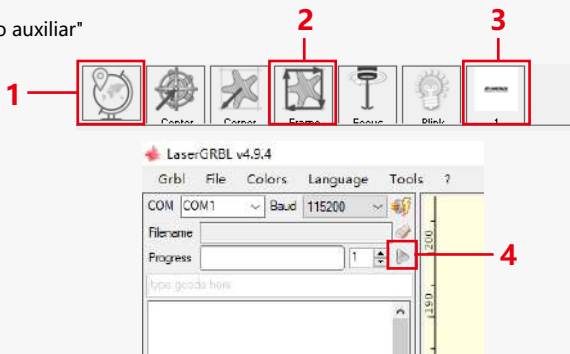 o auxiliar"
2
3
1
Center
Corner
Frame
Focus
Blink
1
LaserGRBL v4.9.4
Grbl File Colors Language Tools ?
COM COM1 Baud 115200
Filename
Progress 1
4
type gcode here
200
190